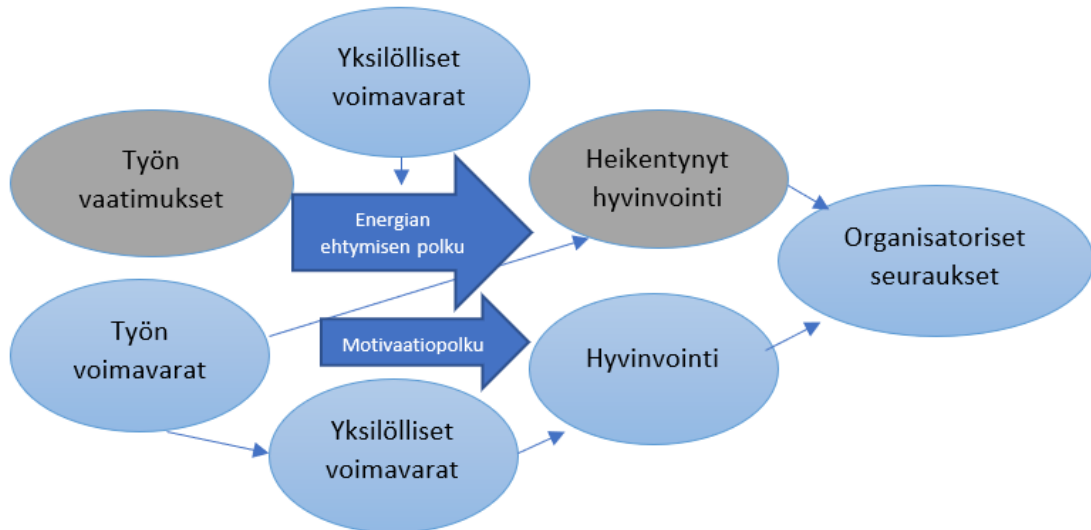 Yksilölliset
voimavarat
Työn
vaatimukset
Heikentynyt
hyvinvointi
Energian
ehtymisen polku
Organisatoriset
seuraukset
Työn
voimavarat
Motivaatiopolku
Hyvinvointi
Yksilölliset
voimavarat